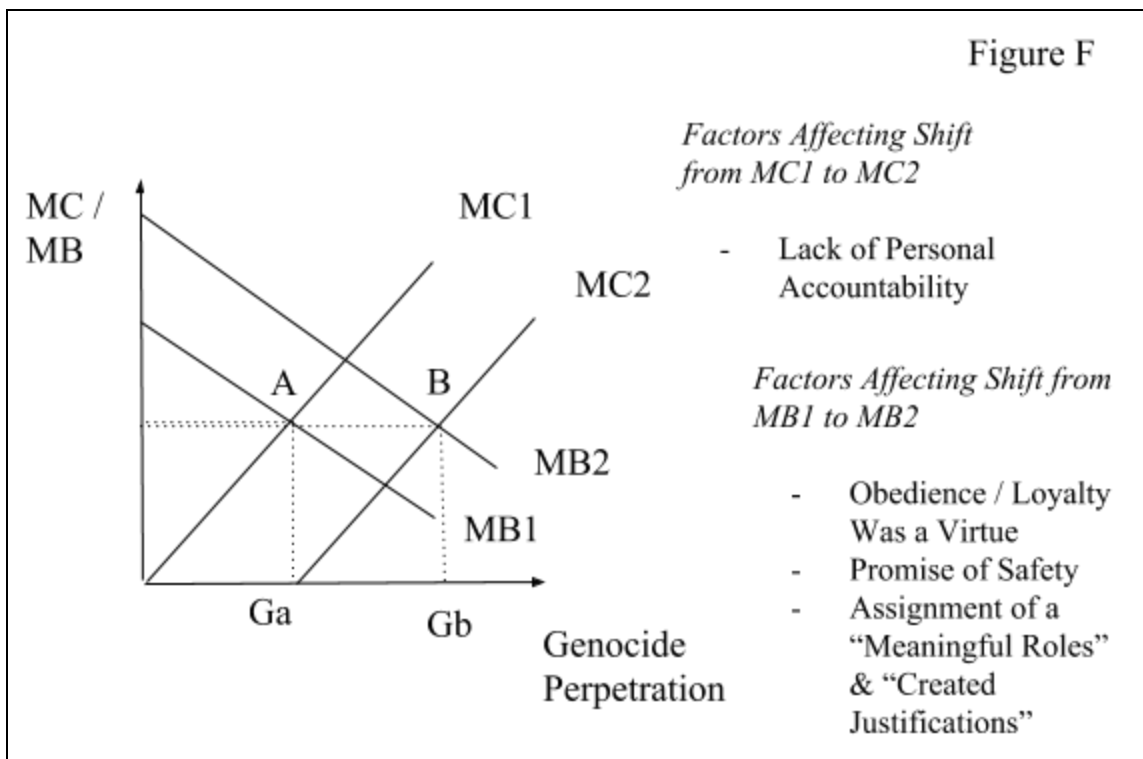 Figure F
Factors Affecting Shift
from MC1 to MC2
MC /
MB
MC1
- Lack of Personal
Accountability
MC2
A
B
Factors Affecting Shift from
MB1 to MB2
MB2
MB1
- Obedience / Loyalty
Was a Virtue
- Promise of Safety
- Assignment of a
“Meaningful Roles”
& “Created
Justifications”
Ga
Gb
Genocide
Perpetration